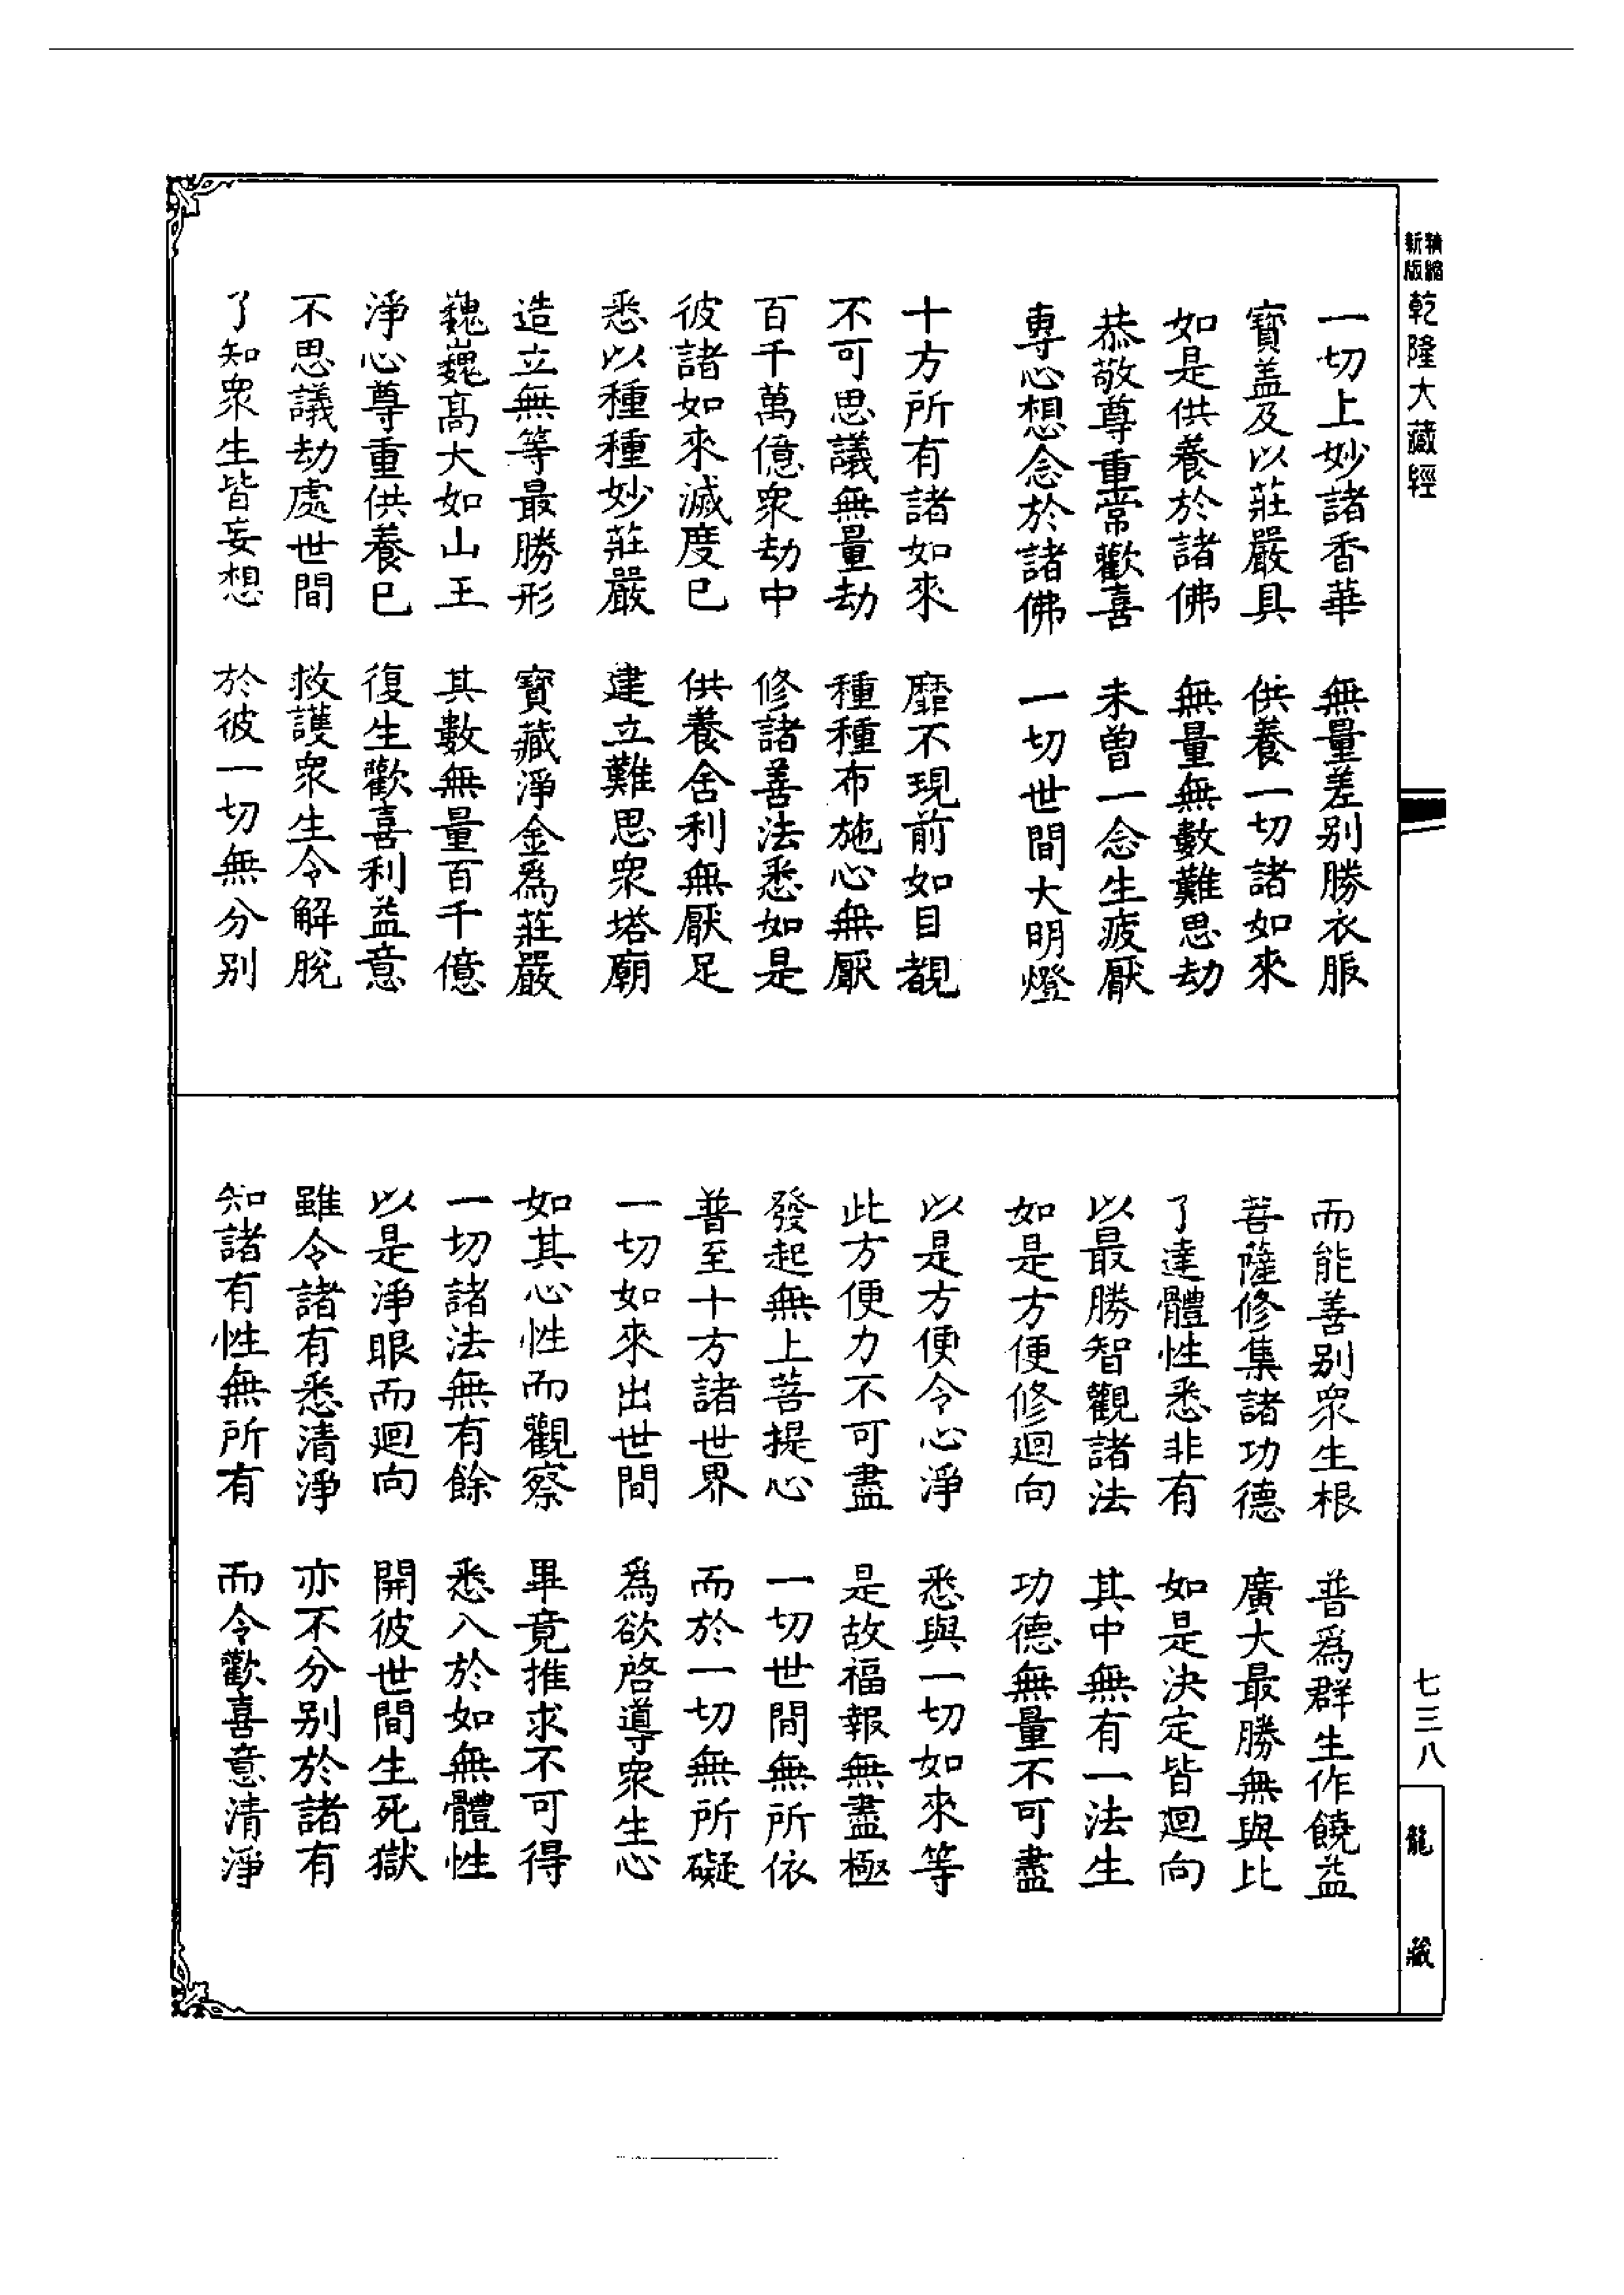 精縮
新版
乾隆大藏經
一切上妙諸香華　無量差别勝衣服
寶盖及以莊嚴具　供養一切諸如來
如是供養於諸佛　無量無數難思劫
恭敬尊重常歡喜　未曾一念生疲厭
專心想念於諸佛　一切世間大明燈
十方所有諸如來　靡不現前如目覩
不可思議無量劫　種種布施心無厭
百千萬億衆劫中　修諸善法悉如是
彼諸如來滅度已　供養舍利無厭足
悉以種種妙莊嚴　建立難思衆塔廟
造立無等最勝形　寶藏淨金爲莊嚴
巍巍高大如山王　其數無量百千億
淨心尊重供養已　復生歡喜利益意
不思議劫處世間　救護衆生令解脫
了知衆生皆妄想　於彼一切無分别
而能善别衆生根　普爲群生作饒益
菩薩修集諸功德　廣大最勝無與比
了達體性悉非有　如是決定皆迴向
以最勝智觀諸法　其中無有一法生
如是方便修迴向　功德無量不可盡
以是方便令心淨　悉與一切如來等
此方便力不可盡　是故福報無盡極
發起無上菩提心　一切世間無所依
普至十方諸世界　而於一切無所礙
一切如來出世間　爲欲啓導衆生心
如其心性而觀察　畢竟推求不可得
一切諸法無有餘　悉入於如無體性
以是淨眼而迴向　開彼世間生死獄
雖令諸有悉清淨　亦不分别於諸有
知諸有性無所有　而令歡喜意清淨
七三八
龍藏